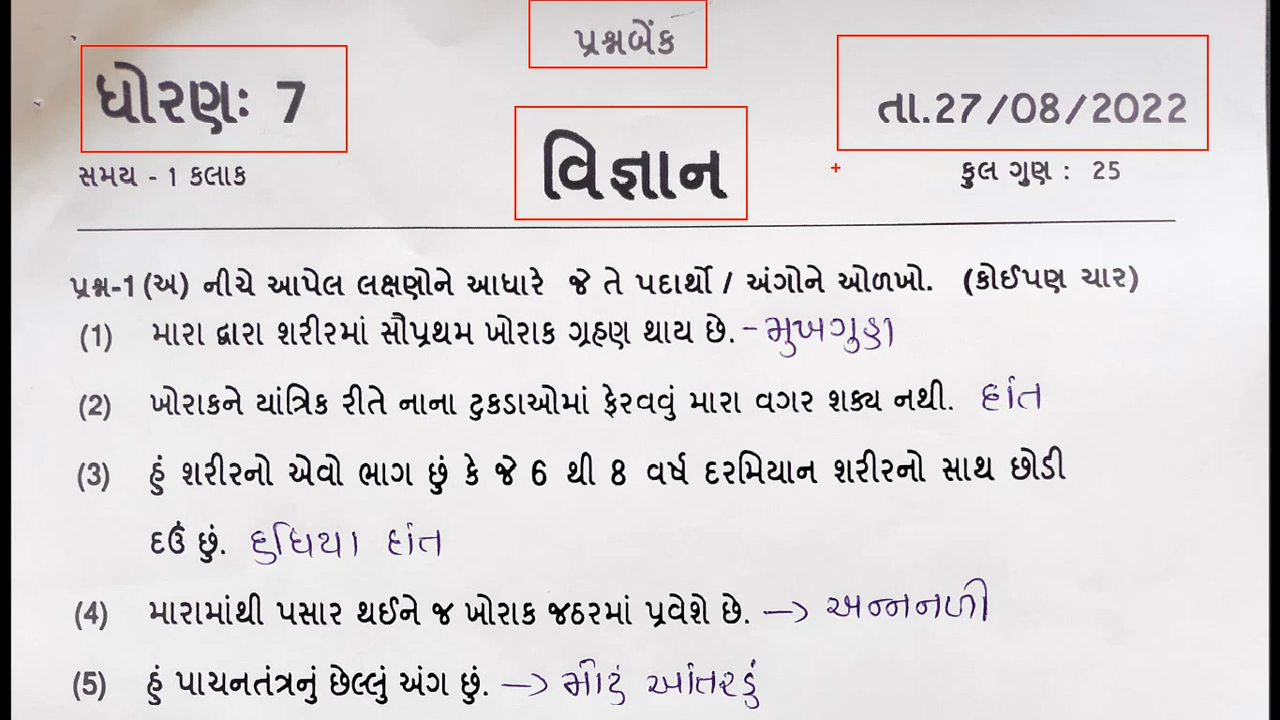 પ્રશ્નબેંક
ધોરણઃ 7
તા.27/08/2022
વિજ્ઞાન
સમય - 1 કલાક
કુલ ગુણ : 25
પ્રશ્ન-1 (અ) નીચે આપેલ લક્ષણોને આધારે જે તે પદાર્થો / અંગોને ઓળખો. (કોઈપણ ચાર)
(1) મારા દ્વારા શરીરમાં સૌપ્રથમ ખોરાક ગ્રહણ થાય છે. - મુખગુહા
(2) ખોરાકને યાંત્રિક રીતે નાના ટુકડાઓમાં ફેરવવું મારા વગર શક્ય નથી. દાંત
(3) હું શરીરનો એવો ભાગ છું કે જે 6 થી 8 વર્ષ દરમિયાન શરીરનો સાથ છોડી
દઉં છું. દુધિયા દાંત
(4) મારામાંથી પસાર થઈને જ ખોરાક જઠરમાં પ્રવેશે છે. → અન્નનળી
(5) હું પાચનતંત્રનું છેલ્લું અંગ છું. → મોટું આંતરડું